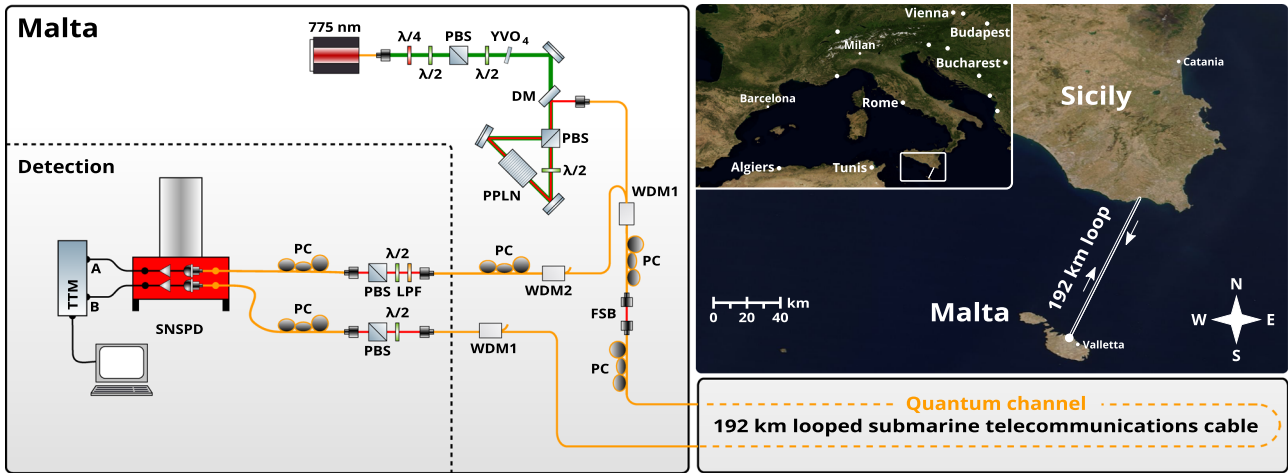 Malta
775 nm
λ/4
λ/2
PBS
λ/2
YVO4
DM
PBS
λ/2
PPLN
WDM1
PC
FSB
PC
Detection
TTM
A
B
SNSPD
PC
λ/2
PBS LPF
PC
WDM2
PC
λ/2
PBS
WDM1
Vienna
Budapest
Milan
Bucharest
Barcelona
Rome
Algiers
Tunis
Catania
Sicily
192 km loop
km
0 20 40
Malta
Valletta
N
W E
S
Quantum channel
192 km looped submarine telecommunications cable